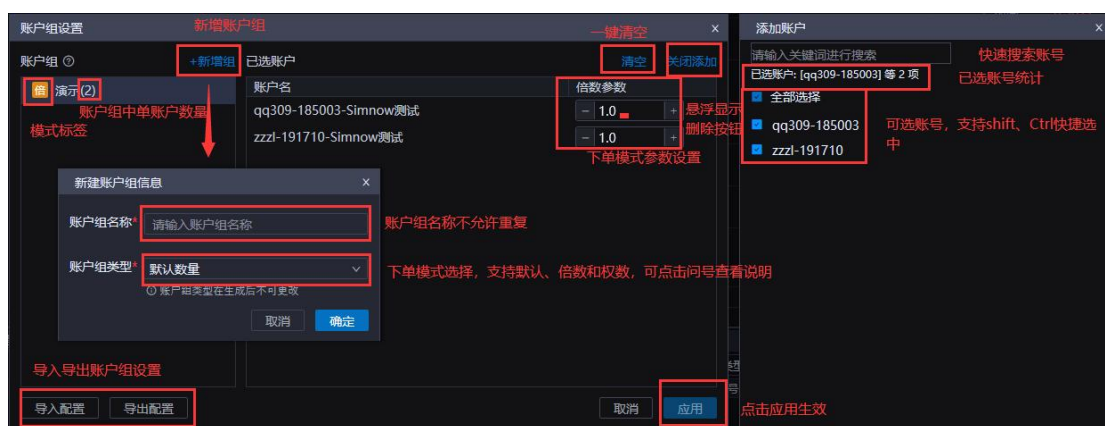 账户组设置
新增账户组
一键清空
×
账户组
+新增组
已选账户
清空
关闭添加
倍 演示(2)
账户组中单账户数量
模式标签
账户名
倍数参数
qq309-185003-Simnow测试
- 1.0 +
悬浮显示
删除按钮
zzzl-191710-Simnow测试
- 1.0 +
下单模式参数设置
新建账户组信息
×
账户组名称*
请输入账户组名称
账户组名称不允许重复
账户组类型*
默认数量
下单模式选择，支持默认、倍数和权数，可点击问号查看说明
账户组类型在生成后不可更改
取消
确定
导入导出账户组设置
导入配置
导出配置
取消
应用
点击应用生效
添加账户
×
请输入关键词进行搜索
快速搜索账号
已选账户: [qq309-185003] 等 2 项
已选账号统计
全部选择
qq309-185003
zzzl-191710
可选账号，支持shift、Ctrl快捷选
中